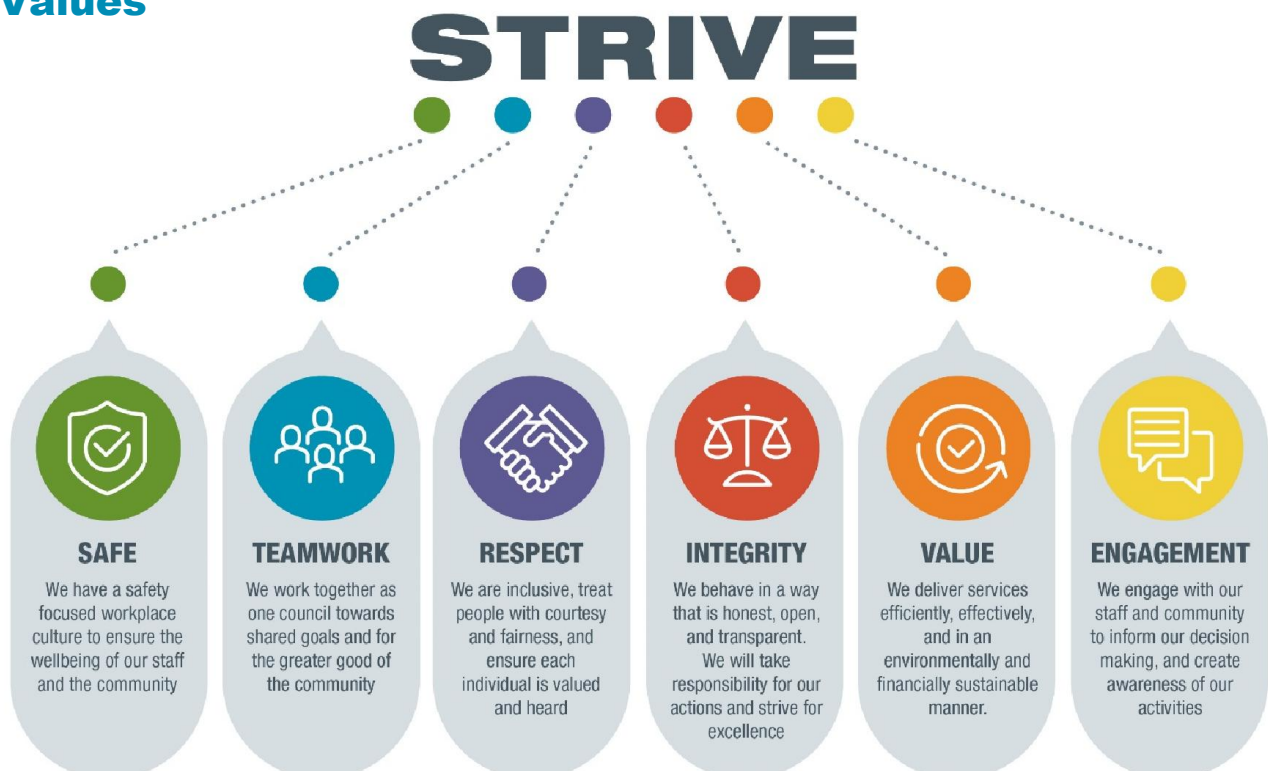 Values
STRIVE
SAFE
We have a safety
focused workplace
culture to ensure the
wellbeing of our staff
and the community
TEAMWORK
We work together as
one council towards
shared goals and for
the greater good of
the community
RESPECT
We are inclusive, treat
people with courtesy
and fairness, and
ensure each
individual is valued
and heard
INTEGRITY
We behave in a way
that is honest, open,
and transparent.
We will take
responsibility for our
actions and strive for
excellence
VALUE
We deliver services
efficiently, effectively,
and in an
environmentally and
financially sustainable
manner.
ENGAGEMENT
We engage with our
staff and community
to inform our decision
making, and create
awareness of our
activities